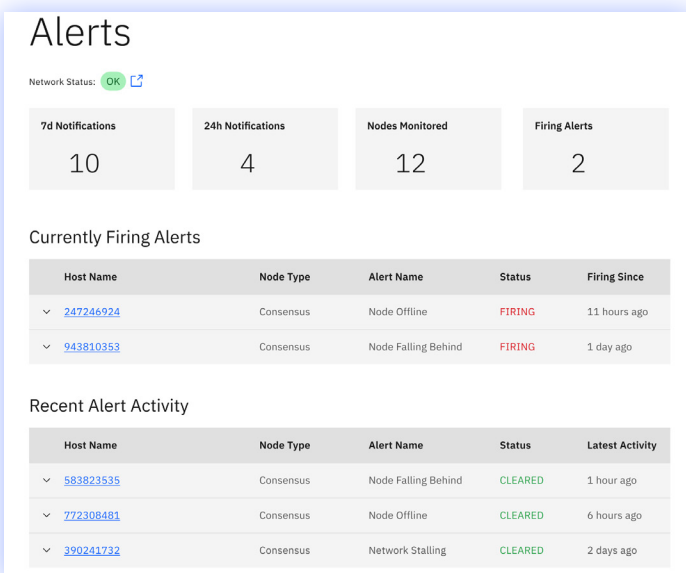 Alerts
Network Status: OK
7d Notifications 24h Notifications Nodes Monitored Firing Alerts
10 4 12 2
Currently Firing Alerts
Host Name Node Type Alert Name Status Firing Since
247246924 Consensus Node Offline FIRING 11 hours ago
943810353 Consensus Node Falling Behind FIRING 1 day ago
Recent Alert Activity
Host Name Node Type Alert Name Status Latest Activity
583823535 Consensus Node Falling Behind CLEARED 1 hour ago
772308481 Consensus Node Offline CLEARED 6 hours ago
390241732 Consensus Network Stalling CLEARED 2 days ago